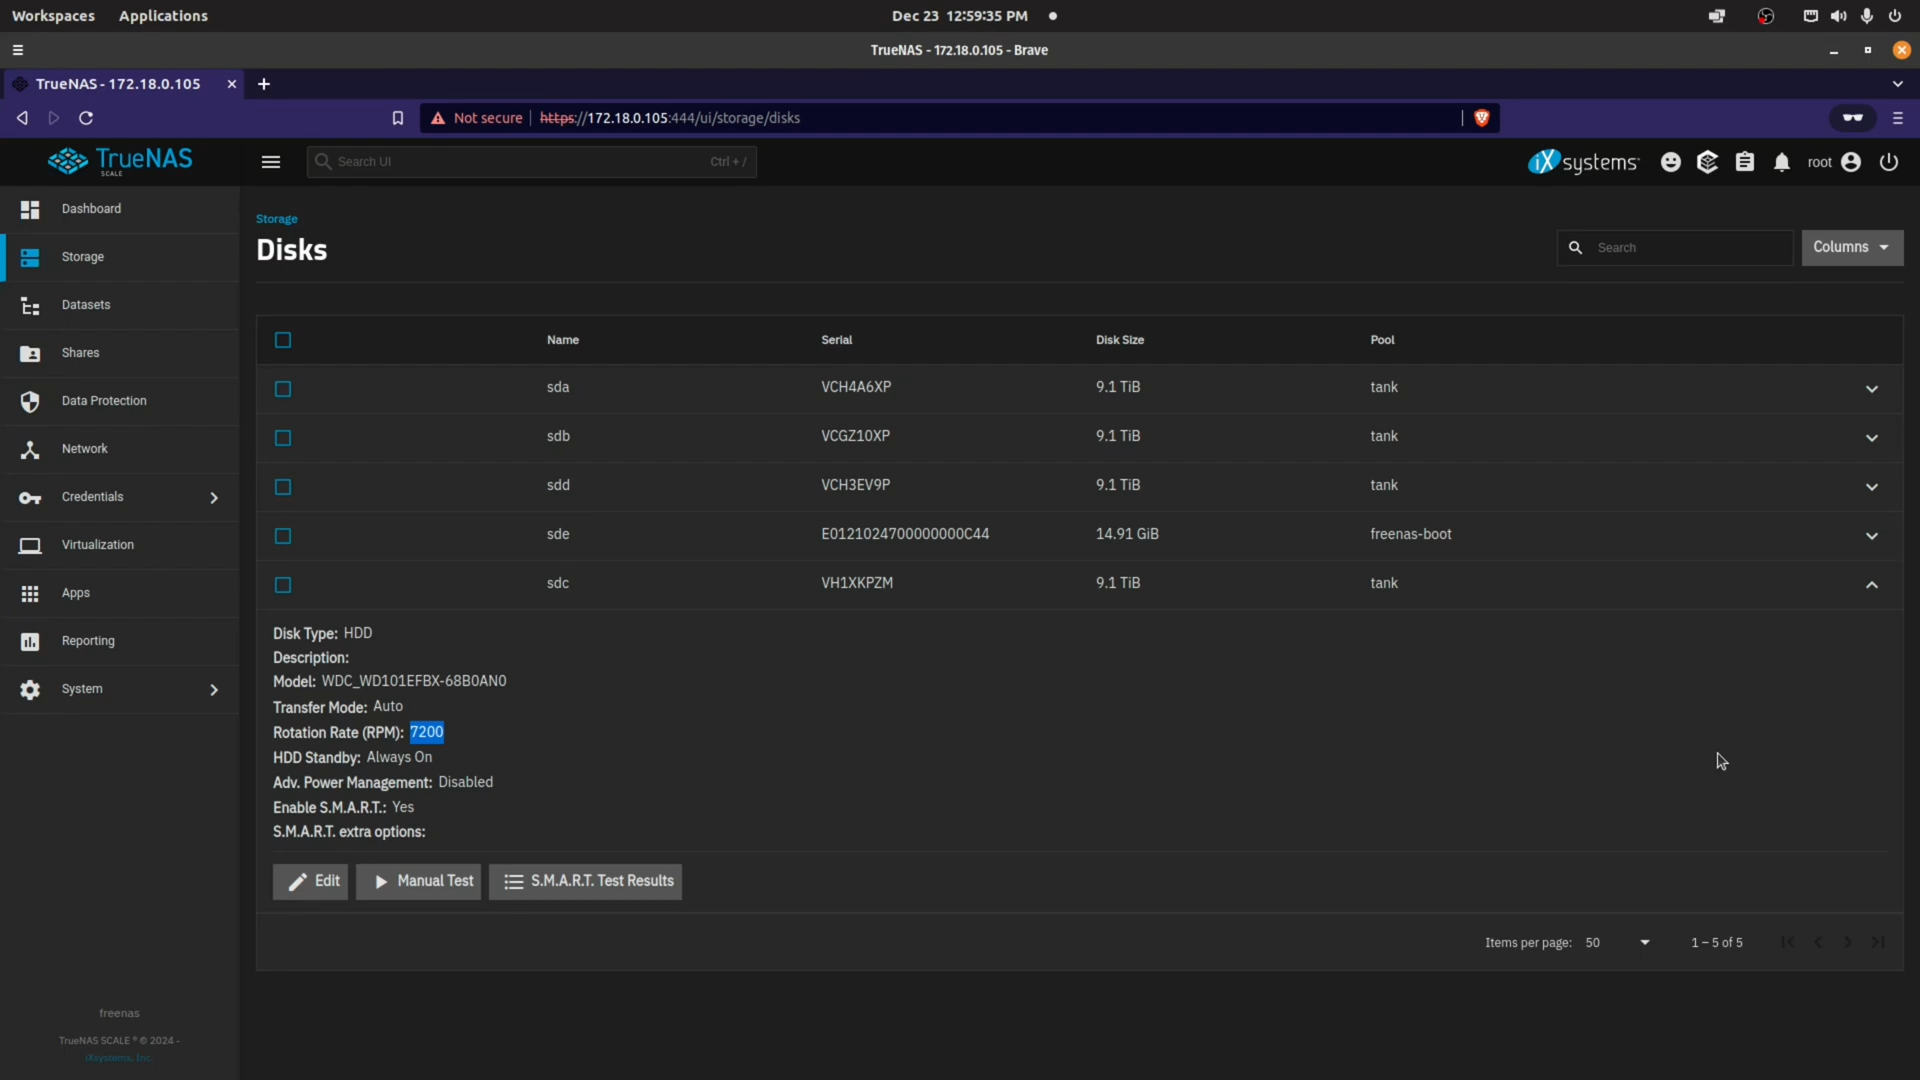 Workspaces Applications Dec 23 12:59:35 PM
TrueNAS - 172.18.0.105 - Brave
TrueNAS - 172.18.0.105
Not secure https://172.18.0.105:444/ui/storage/disks
TrueNAS SCALE Search UI Ctrl + / iXsystems root
Dashboard
Storage
Datasets
Shares
Data Protection
Network
Credentials
Virtualization
Apps
Reporting
System
freenas
TrueNAS SCALE ® © 2024 -
iXsystems, Inc.
Storage
Disks Search Columns
Name Serial Disk Size Pool
sda VCH4A6XP 9.1 TiB tank
sdb VCGZ10XP 9.1 TiB tank
sdd VCH3EV9P 9.1 TiB tank
sde E0121024700000000C44 14.91 GiB freenas-boot
sdc VH1XKPZM 9.1 TiB tank
Disk Type: HDD
Description:
Model: WDC_WD101EFBX-68B0AN0
Transfer Mode: Auto
Rotation Rate (RPM): 7200
HDD Standby: Always On
Adv. Power Management: Disabled
Enable S.M.A.R.T.: Yes
S.M.A.R.T. extra options:
Edit Manual Test S.M.A.R.T. Test Results
Items per page: 50 1 – 5 of 5